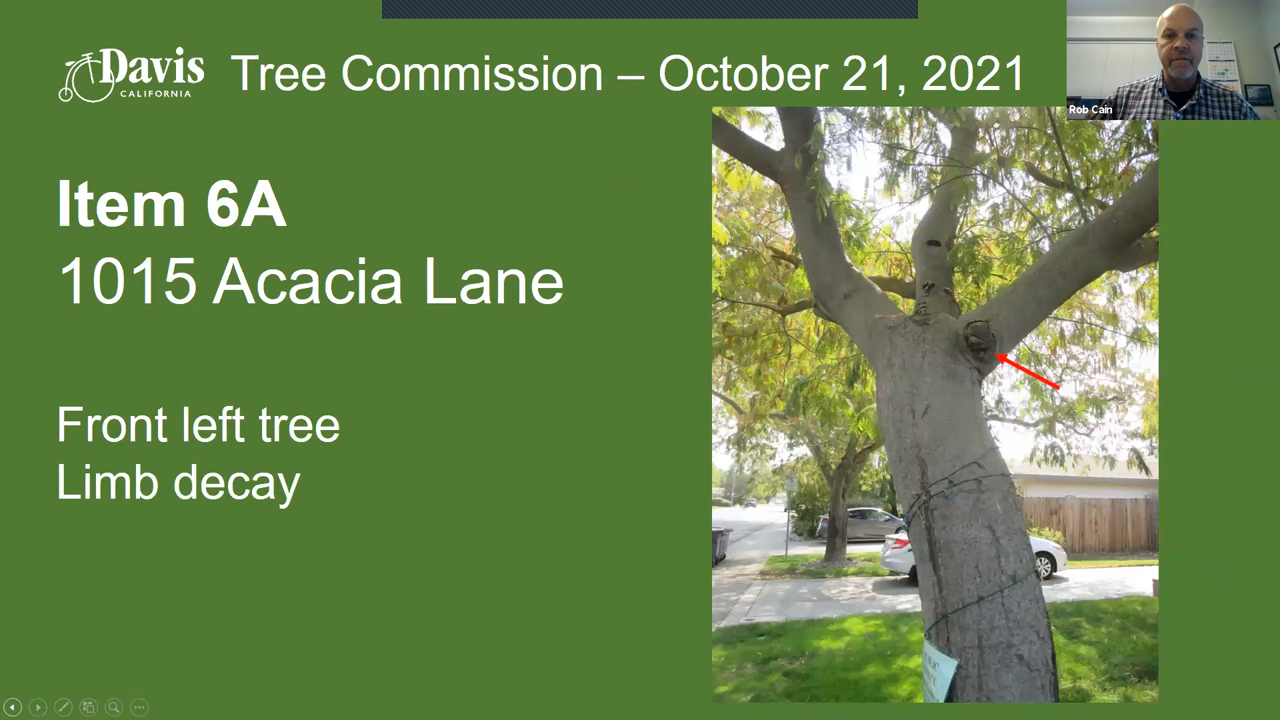 Davis
CALIFORNIA
Tree Commission – October 21, 2021
Rob Cain
Item 6A
1015 Acacia Lane
Front left tree
Limb decay